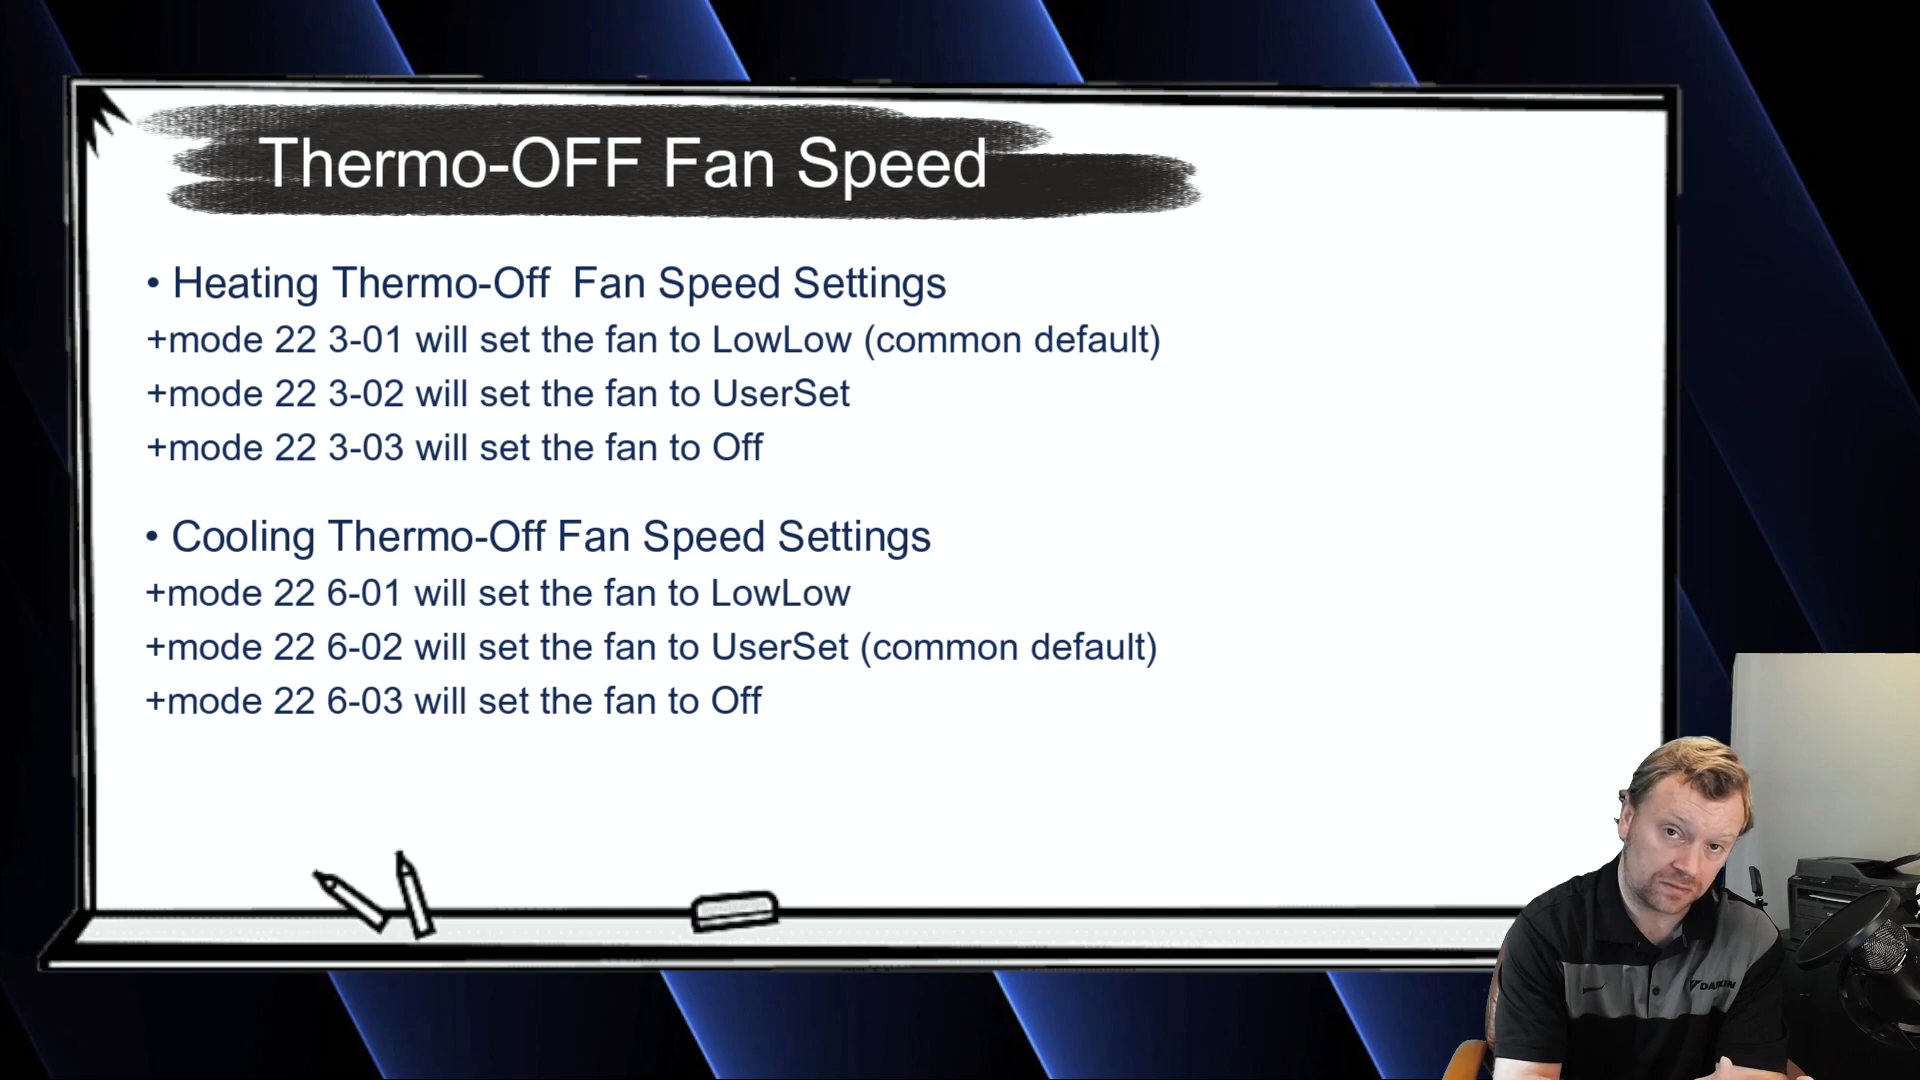 Thermo-OFF Fan Speed
• Heating Thermo-Off Fan Speed Settings
+mode 22 3-01 will set the fan to LowLow (common default)
+mode 22 3-02 will set the fan to UserSet
+mode 22 3-03 will set the fan to Off
• Cooling Thermo-Off Fan Speed Settings
+mode 22 6-01 will set the fan to LowLow
+mode 22 6-02 will set the fan to UserSet (common default)
+mode 22 6-03 will set the fan to Off
DAIKIN